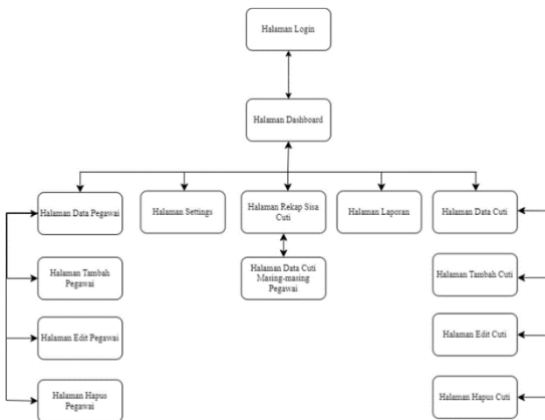 Halaman Login
Halaman Dashboard
Halaman Data Pegawai
Halaman Settings
Halaman Rekap Sisa
Cuti
Halaman Laporan
Halaman Data Cuti
Halaman Tambah
Pegawai
Halaman Data Cuti
Masing-masing
Pegawai
Halaman Tambah Cuti
Halaman Edit Pegawai
Halaman Edit Cuti
Halaman Hapus
Pegawai
Halaman Hapus Cuti